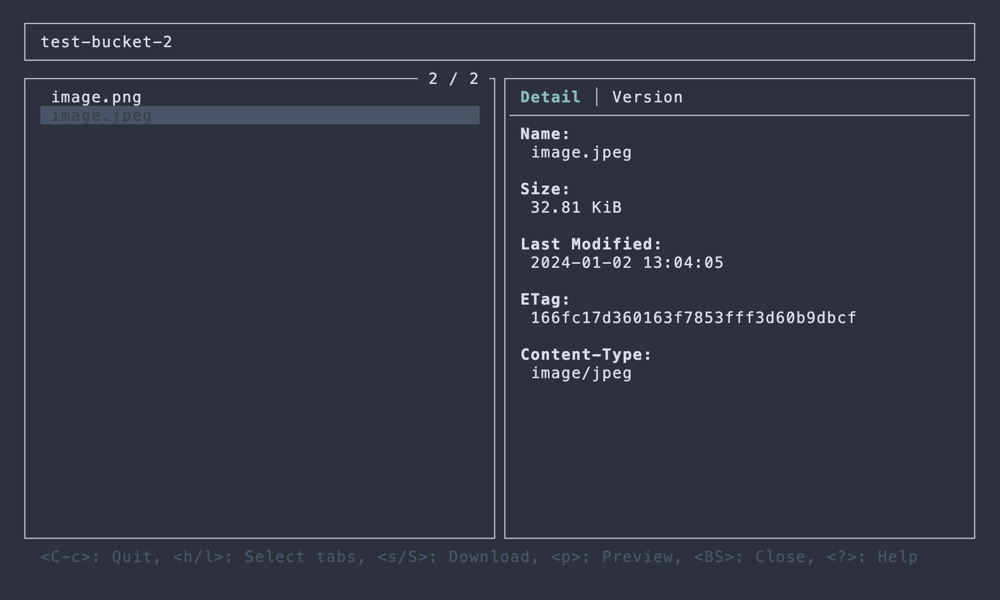 test-bucket-2
2 / 2
image.png
image.jpeg
Detail │ Version
Name:
image.jpeg
Size:
32.81 KiB
Last Modified:
2024-01-02 13:04:05
ETag:
166fc17d360163f7853fff3d60b9dbcf
Content-Type:
image/jpeg
<C-c>: Quit, <h/l>: Select tabs, <s/S>: Download, <p>: Preview, <BS>: Close, <?>: Help